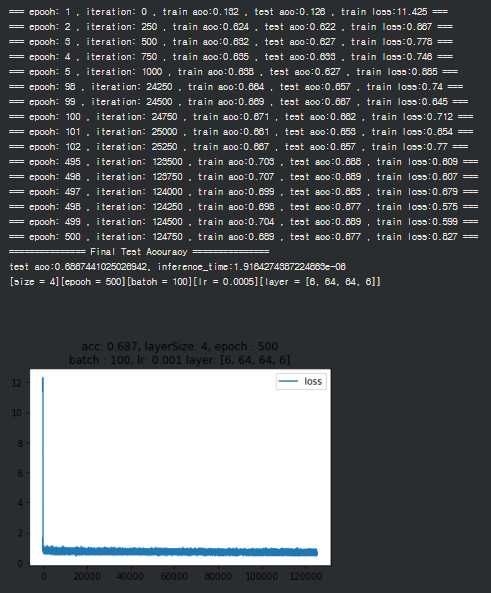 === epoch: 1 , iteration: 0 , train acc:0.132 , test acc:0.126 , train loss:11.425 ===
=== epoch: 2 , iteration: 250 , train acc:0.624 , test acc:0.622 , train loss:0.867 ===
=== epoch: 3 , iteration: 500 , train acc:0.632 , test acc:0.627 , train loss:0.778 ===
=== epoch: 4 , iteration: 750 , train acc:0.635 , test acc:0.633 , train loss:0.746 ===
=== epoch: 5 , iteration: 1000 , train acc:0.638 , test acc:0.627 , train loss:0.885 ===
=== epoch: 98 , iteration: 24250 , train acc:0.664 , test acc:0.657 , train loss:0.74 ===
=== epoch: 99 , iteration: 24500 , train acc:0.669 , test acc:0.667 , train loss:0.645 ===
=== epoch: 100 , iteration: 24750 , train acc:0.671 , test acc:0.662 , train loss:0.712 ===
=== epoch: 101 , iteration: 25000 , train acc:0.661 , test acc:0.653 , train loss:0.654 ===
=== epoch: 102 , iteration: 25250 , train acc:0.667 , test acc:0.657 , train loss:0.77 ===
=== epoch: 495 , iteration: 123500 , train acc:0.703 , test acc:0.688 , train loss:0.609 ===
=== epoch: 496 , iteration: 123750 , train acc:0.707 , test acc:0.689 , train loss:0.607 ===
=== epoch: 497 , iteration: 124000 , train acc:0.699 , test acc:0.683 , train loss:0.679 ===
=== epoch: 498 , iteration: 124250 , train acc:0.698 , test acc:0.677 , train loss:0.575 ===
=== epoch: 499 , iteration: 124500 , train acc:0.704 , test acc:0.689 , train loss:0.599 ===
=== epoch: 500 , iteration: 124750 , train acc:0.689 , test acc:0.677 , train loss:0.827 ===
=============== Final Test Accuracy ===============
test acc:0.6867441025026942, inference_time:1.9164274387224863e-06
[size = 4][epoch = 500][batch = 100][lr = 0.0005][layer = [6, 64, 64, 6]]
acc: 0.687, layerSize: 4, epoch : 500
batch : 100, lr: 0.001 layer: [6, 64, 64, 6]
loss
12
10
8
6
4
2
0
0 20000 40000 60000 80000 100000 120000